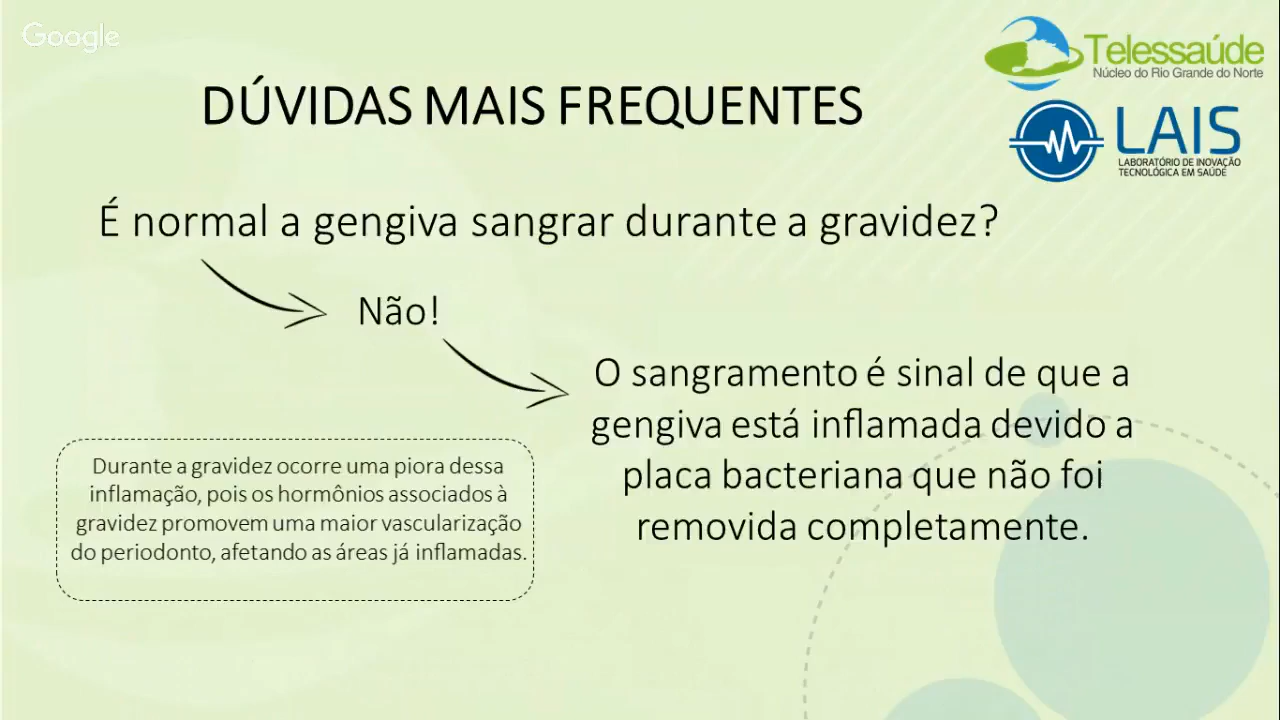 Google
Telessaúde
Núcleo do Rio Grande do Norte
LAIS
LABORATÓRIO DE INOVAÇÃO
TECNOLÓGICA EM SAÚDE
DÚVIDAS MAIS FREQUENTES
É normal a gengiva sangrar durante a gravidez?
Não!
O sangramento é sinal de que a
gengiva está inflamada devido a
placa bacteriana que não foi
removida completamente.
Durante a gravidez ocorre uma piora dessa
inflamação, pois os hormônios associados à
gravidez promovem uma maior vascularização
do periodonto, afetando as áreas já inflamadas.